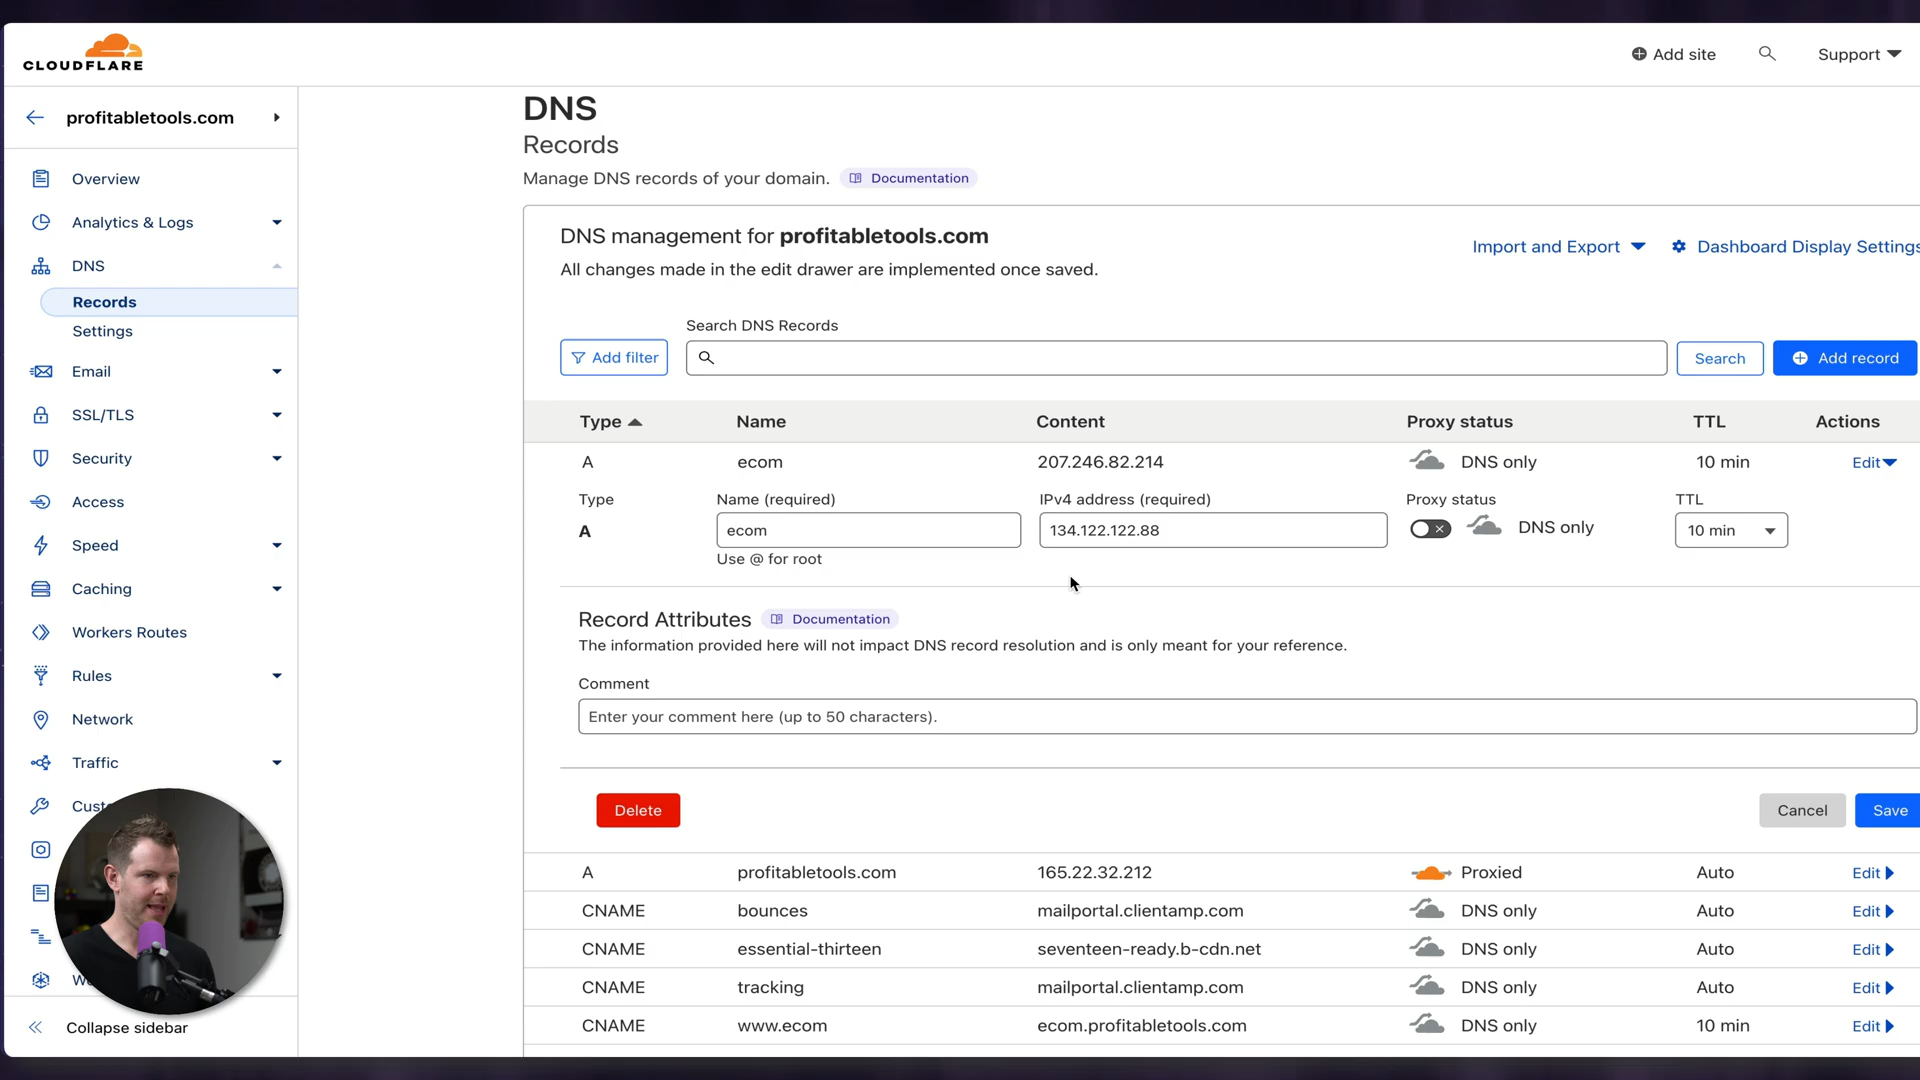 CLOUDFLARE
Add site
Support
profitabletools.com
Overview
Analytics & Logs
DNS
Records
Settings
Email
SSL/TLS
Security
Access
Speed
Caching
Workers Routes
Rules
Network
Traffic
Collapse sidebar
DNS
Records
Manage DNS records of your domain. Documentation
DNS management for profitabletools.com
All changes made in the edit drawer are implemented once saved.
Import and Export
Dashboard Display Settings
Search DNS Records
Add filter
Search
Add record
Type Name Content Proxy status TTL Actions
A ecom 207.246.82.214 DNS only 10 min Edit
Type Name (required) IPv4 address (required) Proxy status TTL
A ecom 134.122.122.88 DNS only 10 min
Use @ for root
Record Attributes Documentation
The information provided here will not impact DNS record resolution and is only meant for your reference.
Comment
Enter your comment here (up to 50 characters).
Delete Cancel Save
A profitabletools.com 165.22.32.212 Proxied Auto Edit
CNAME bounces mailportal.clientamp.com DNS only Auto Edit
CNAME essential-thirteen seventeen-ready.b-cdn.net DNS only Auto Edit
CNAME tracking mailportal.clientamp.com DNS only Auto Edit
CNAME www.ecom ecom.profitabletools.com DNS only 10 min Edit